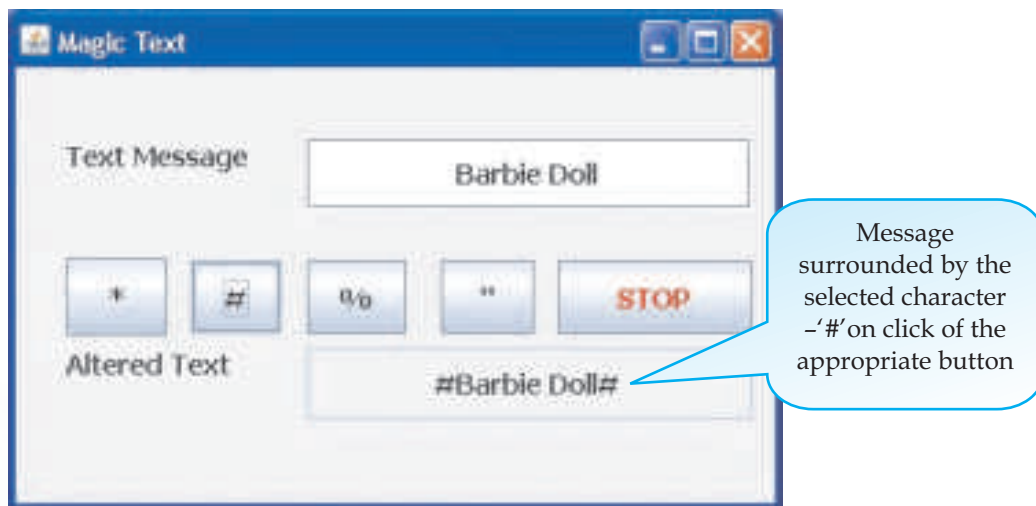 Magic Text
Text Message
Barbie Doll
* # % " STOP
Altered Text
#Barbie Doll#
Message
surrounded by the
selected character
–‘#’on click of the
appropriate button